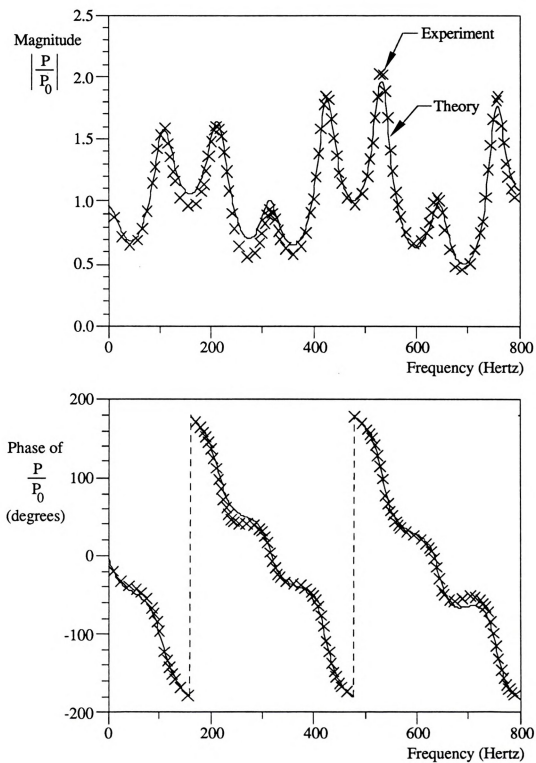 2.5
Magnitude
|P/P0|
Experiment
2.0
Theory
1.5
1.0
0.5
0.0
0 200 400 600 800
Frequency (Hertz)
200
Phase of
P
P0
(degrees)
100
0
-100
-200
0 200 400 600 800
Frequency (Hertz)